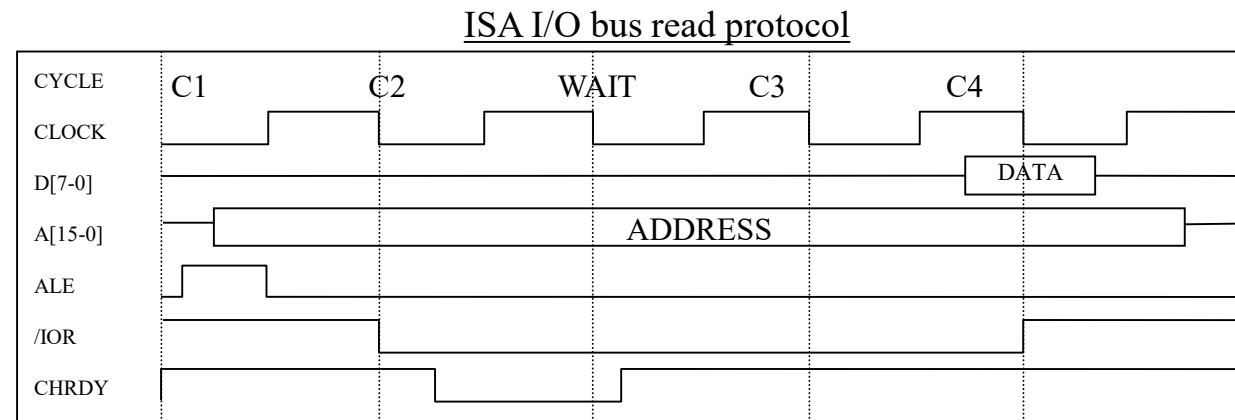 ISA I/O bus read protocol
CYCLE C1 C2 WAIT C3 C4
CLOCK
D[7-0] DATA
A[15-0] ADDRESS
ALE
/IOR
CHRDY